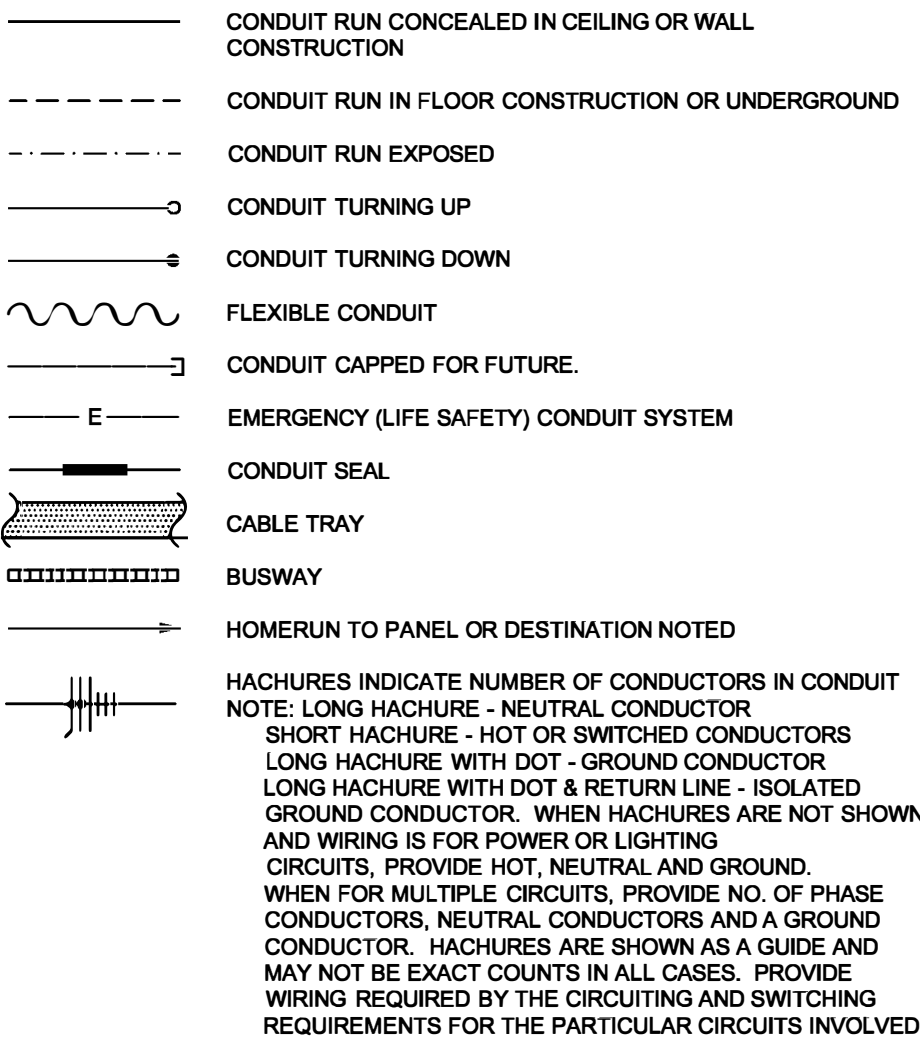 CONDUIT RUN CONCEALED IN CEILING OR WALL
CONSTRUCTION
CONDUIT RUN IN FLOOR CONSTRUCTION OR UNDERGROUND
CONDUIT RUN EXPOSED
CONDUIT TURNING UP
CONDUIT TURNING DOWN
FLEXIBLE CONDUIT
CONDUIT CAPPED FOR FUTURE.
E EMERGENCY (LIFE SAFETY) CONDUIT SYSTEM
CONDUIT SEAL
CABLE TRAY
BUSWAY
HOMERUN TO PANEL OR DESTINATION NOTED
HACHURES INDICATE NUMBER OF CONDUCTORS IN CONDUIT
NOTE: LONG HACHURE - NEUTRAL CONDUCTOR
SHORT HACHURE - HOT OR SWITCHED CONDUCTORS
LONG HACHURE WITH DOT - GROUND CONDUCTOR
LONG HACHURE WITH DOT & RETURN LINE - ISOLATED
GROUND CONDUCTOR. WHEN HACHURES ARE NOT SHOWN
AND WIRING IS FOR POWER OR LIGHTING
CIRCUITS, PROVIDE HOT, NEUTRAL AND GROUND.
WHEN FOR MULTIPLE CIRCUITS, PROVIDE NO. OF PHASE
CONDUCTORS, NEUTRAL CONDUCTORS AND A GROUND
CONDUCTOR. HACHURES ARE SHOWN AS A GUIDE AND
MAY NOT BE EXACT COUNTS IN ALL CASES. PROVIDE
WIRING REQUIRED BY THE CIRCUITING AND SWITCHING
REQUIREMENTS FOR THE PARTICULAR CIRCUITS INVOLVED